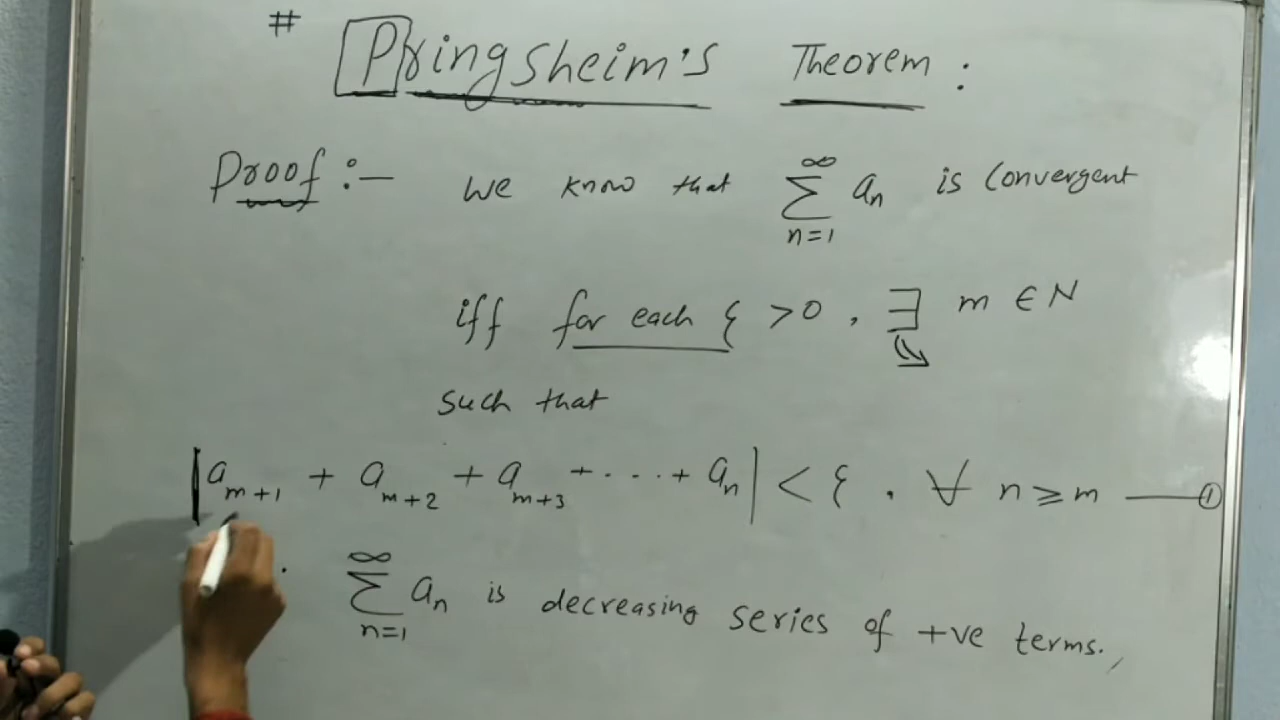 # Pringsheim's Theorem :
Proof :- We know that ∑_{n=1}^{∞} a_n is Convergent
iff for each ε > 0 , ∃ m ∈ N
such that
|a_{m+1} + a_{m+2} + a_{m+3} + ... + a_n| < ε , ∀ n ≥ m —— ①
∑_{n=1}^{∞} a_n is decreasing series of +ve terms.